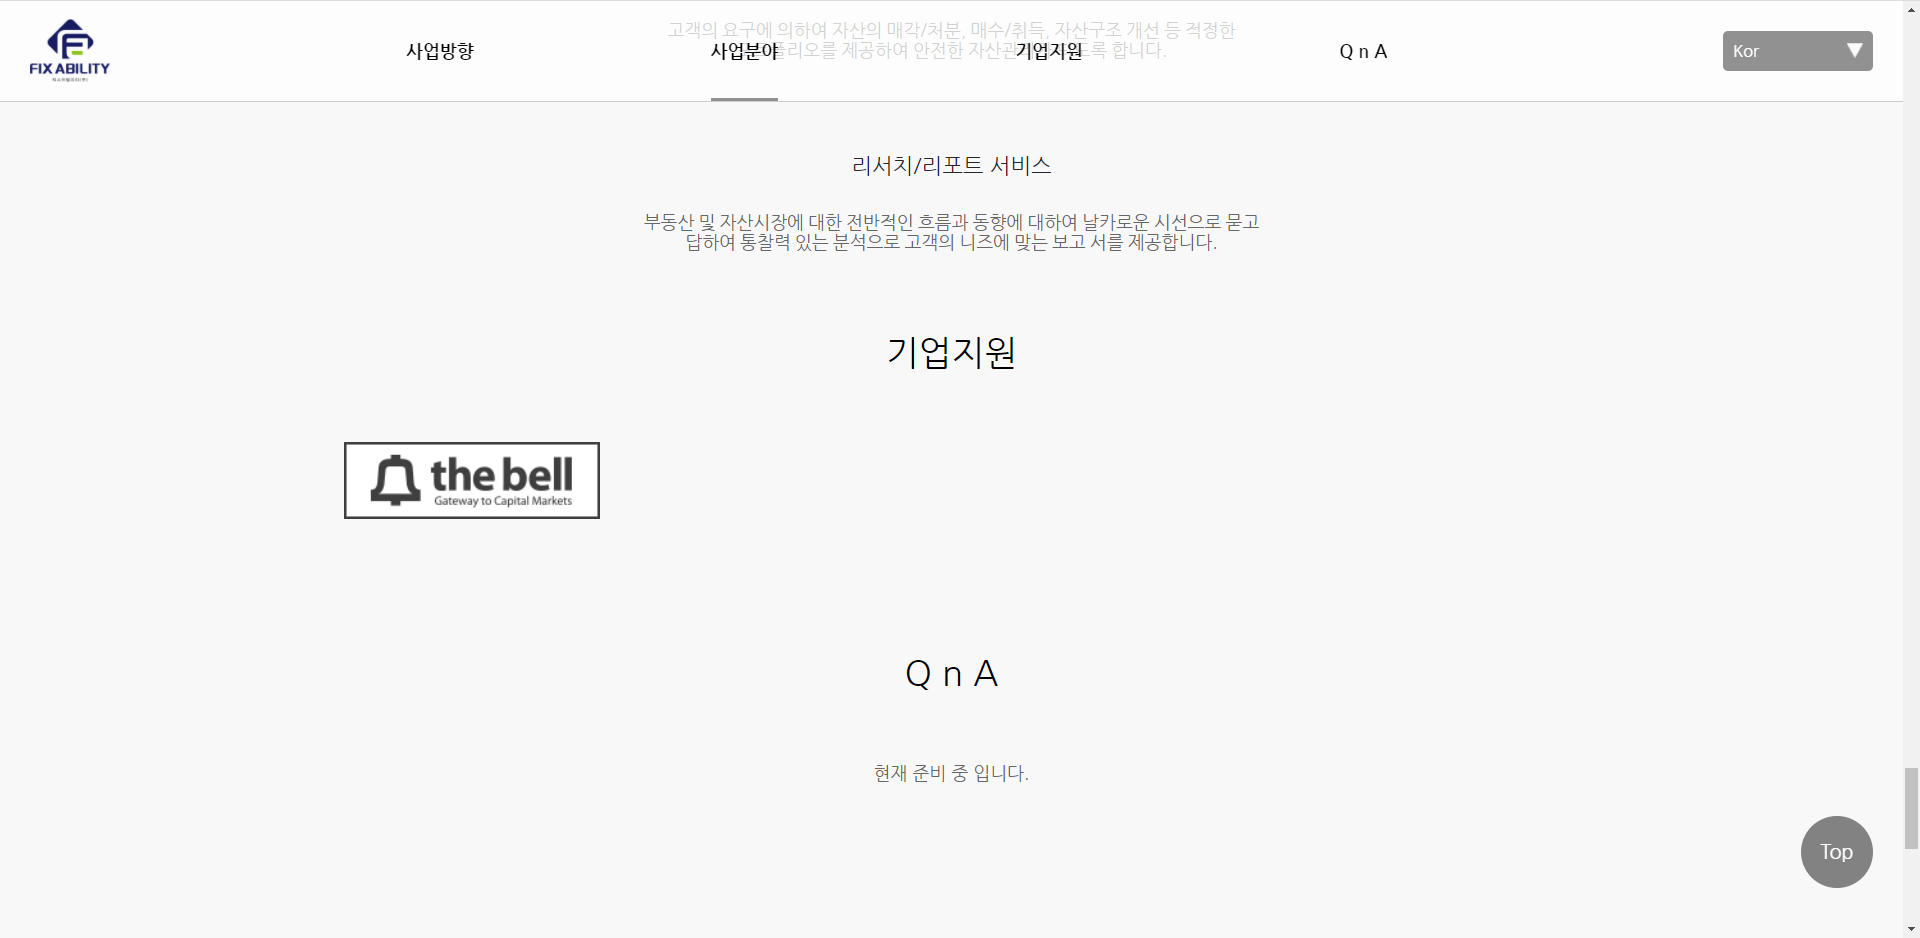 고객의 요구에 의하여 자산의 매각/처분, 매수/취득, 자산구조 개선 등 적정한
플리오를 제공하여 안전한 자산관 도록 합니다.
FIX ABILITY
사업방향
사업분야
기업지원
Q n A
Kor
리서치/리포트 서비스
부동산 및 자산시장에 대한 전반적인 흐름과 동향에 대하여 날카로운 시선으로 묻고
답하여 통찰력 있는 분석으로 고객의 니즈에 맞는 보고 서를 제공합니다.
기업지원
the bell
Gateway to Capital Markets
Q n A
현재 준비 중 입니다.
Top